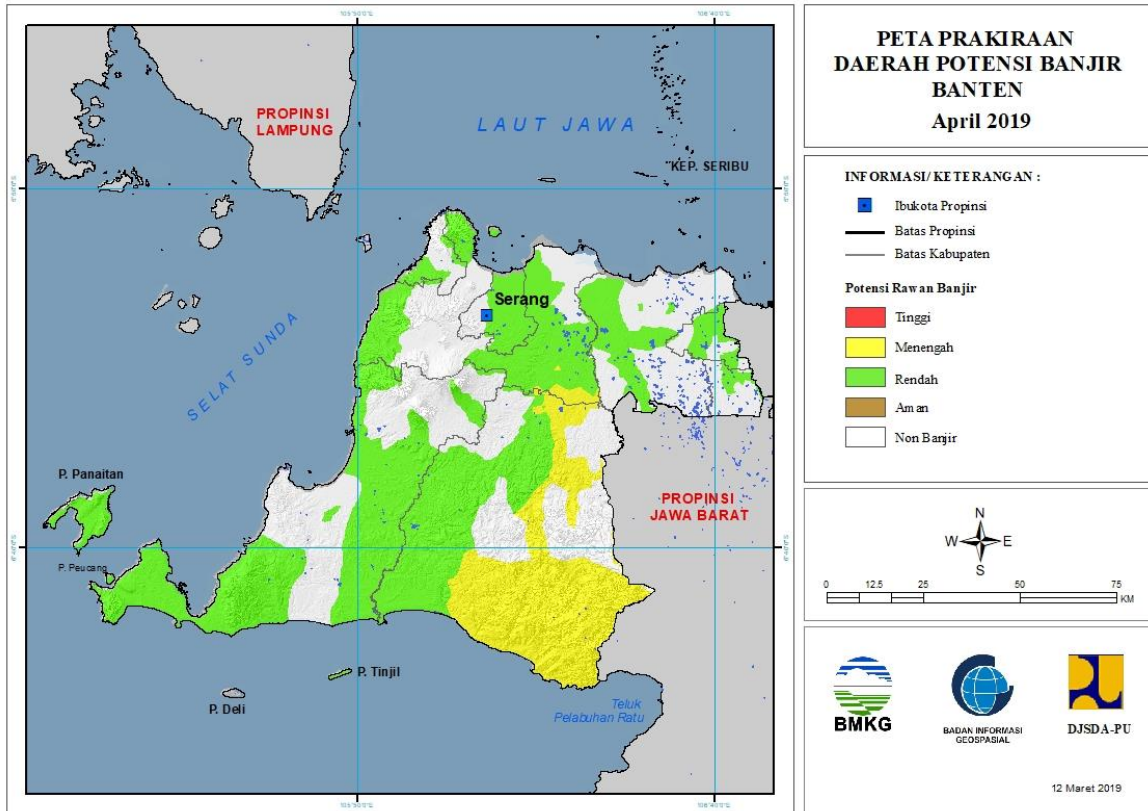 PETA PRAKIRAAN
DAERAH POTENSI BANJIR
BANTEN
April 2019
INFORMASI/ KETERANGAN :
Ibukota Propinsi
Batas Propinsi
Batas Kabupaten
Potensi Rawan Banjir
Tinggi
Menengah
Rendah
Aman
Non Banjir
N
W E
S
0 12.5 25 50 75
KM
BMKG
BADAN INFORMASI
GEOSPASIAL
DJSDA-PU
12 Maret 2019
PROPINSI
LAMPUNG
LAUT JAWA
KEP. SERIBU
Serang
SELAT SUNDA
P. Panaitan
P. Peucang
PROPINSI
JAWA BARAT
P. Tinjil
P. Deli
Teluk
Pelabuhan Ratu